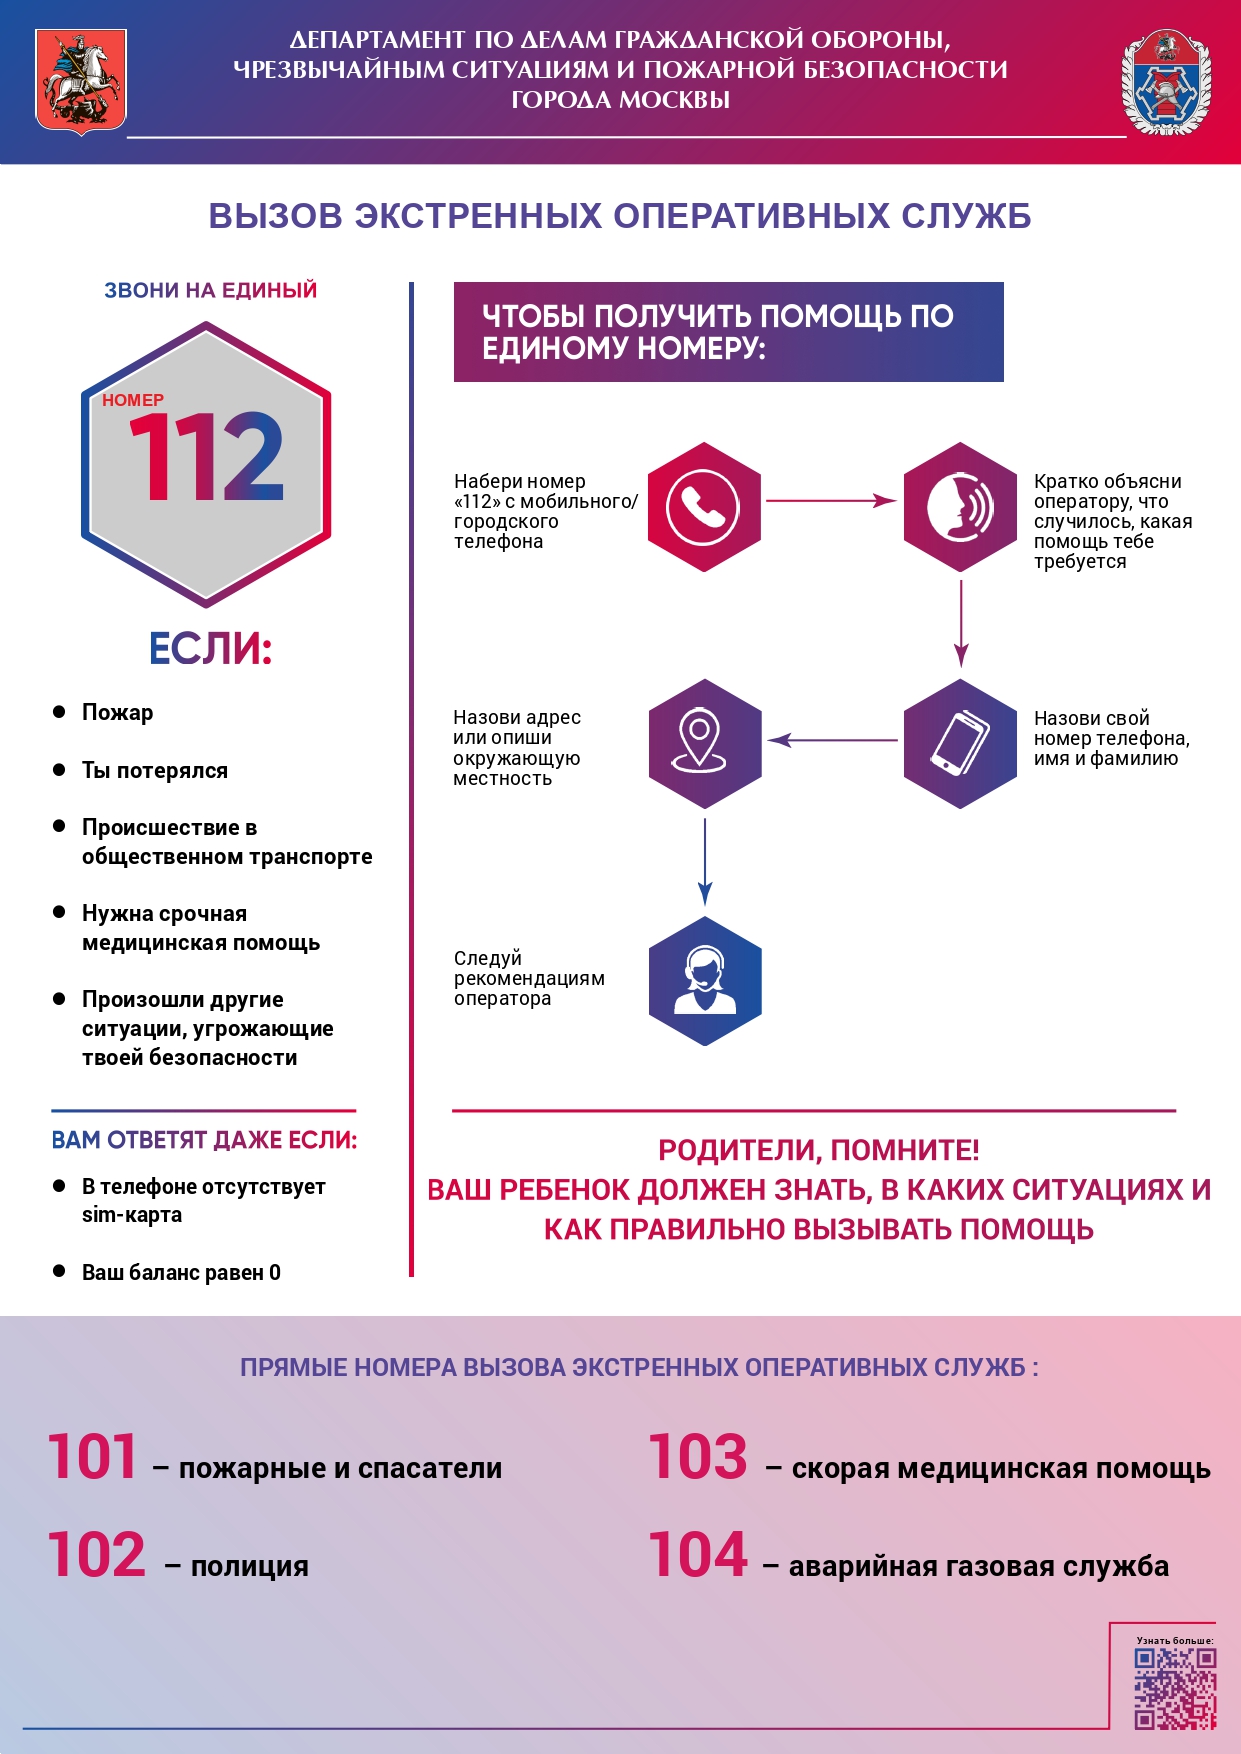 ДЕПАРТАМЕНТ ПО ДЕЛАМ ГРАЖДАНСКОЙ ОБОРОНЫ,
ЧРЕЗВЫЧАЙНЫМ СИТУАЦИЯМ И ПОЖАРНОЙ БЕЗОПАСНОСТИ
ГОРОДА МОСКВЫ
ВЫЗОВ ЭКСТРЕННЫХ ОПЕРАТИВНЫХ СЛУЖБ
ЗВОНИ НА ЕДИНЫЙ
НОМЕР
112
ЕСЛИ:
● Пожар
● Ты потерялся
● Происшествие в
общественном транспорте
● Нужна срочная
медицинская помощь
● Произошли другие
ситуации, угрожающие
твоей безопасности
ВАМ ОТВЕТЯТ ДАЖЕ ЕСЛИ:
● В телефоне отсутствует
sim-карта
● Ваш баланс равен 0
ЧТОБЫ ПОЛУЧИТЬ ПОМОЩЬ ПО
ЕДИНОМУ НОМЕРУ:
Набери номер
«112» с мобильного/
городского
телефона
Кратко объясни
оператору, что
случилось, какая
помощь тебе
требуется
Назови свой
номер телефона,
имя и фамилию
Назови адрес
или опиши
окружающую
местность
Следуй
рекомендациям
оператора
РОДИТЕЛИ, ПОМНИТЕ!
ВАШ РЕБЕНОК ДОЛЖЕН ЗНАТЬ, В КАКИХ СИТУАЦИЯХ И
КАК ПРАВИЛЬНО ВЫЗЫВАТЬ ПОМОЩЬ
ПРЯМЫЕ НОМЕРА ВЫЗОВА ЭКСТРЕННЫХ ОПЕРАТИВНЫХ СЛУЖБ :
101 – пожарные и спасатели
102 – полиция
103 – скорая медицинская помощь
104 – аварийная газовая служба
Узнать больше: